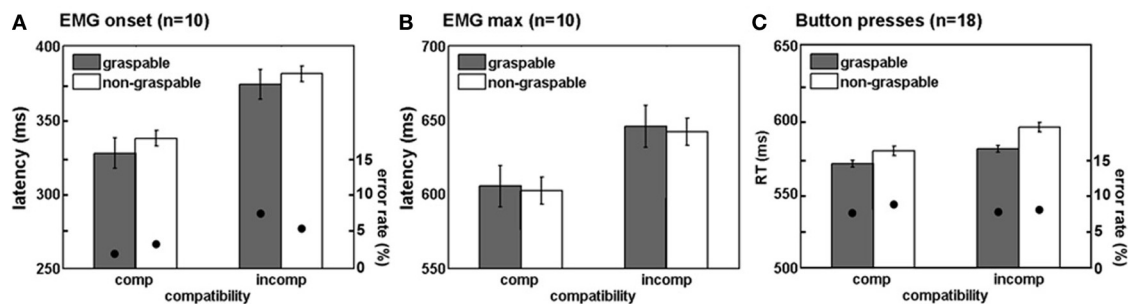 A EMG onset (n=10)
400
350
300
250
latency (ms)
graspable
non-graspable
15
10
5
0
error rate (%)
comp incomp
compatibility
B EMG max (n=10)
700
650
600
550
latency (ms)
graspable
non-graspable
comp incomp
compatibility
C Button presses (n=18)
650
600
550
500
RT (ms)
graspable
non-graspable
15
10
5
0
error rate (%)
comp incomp
compatibility